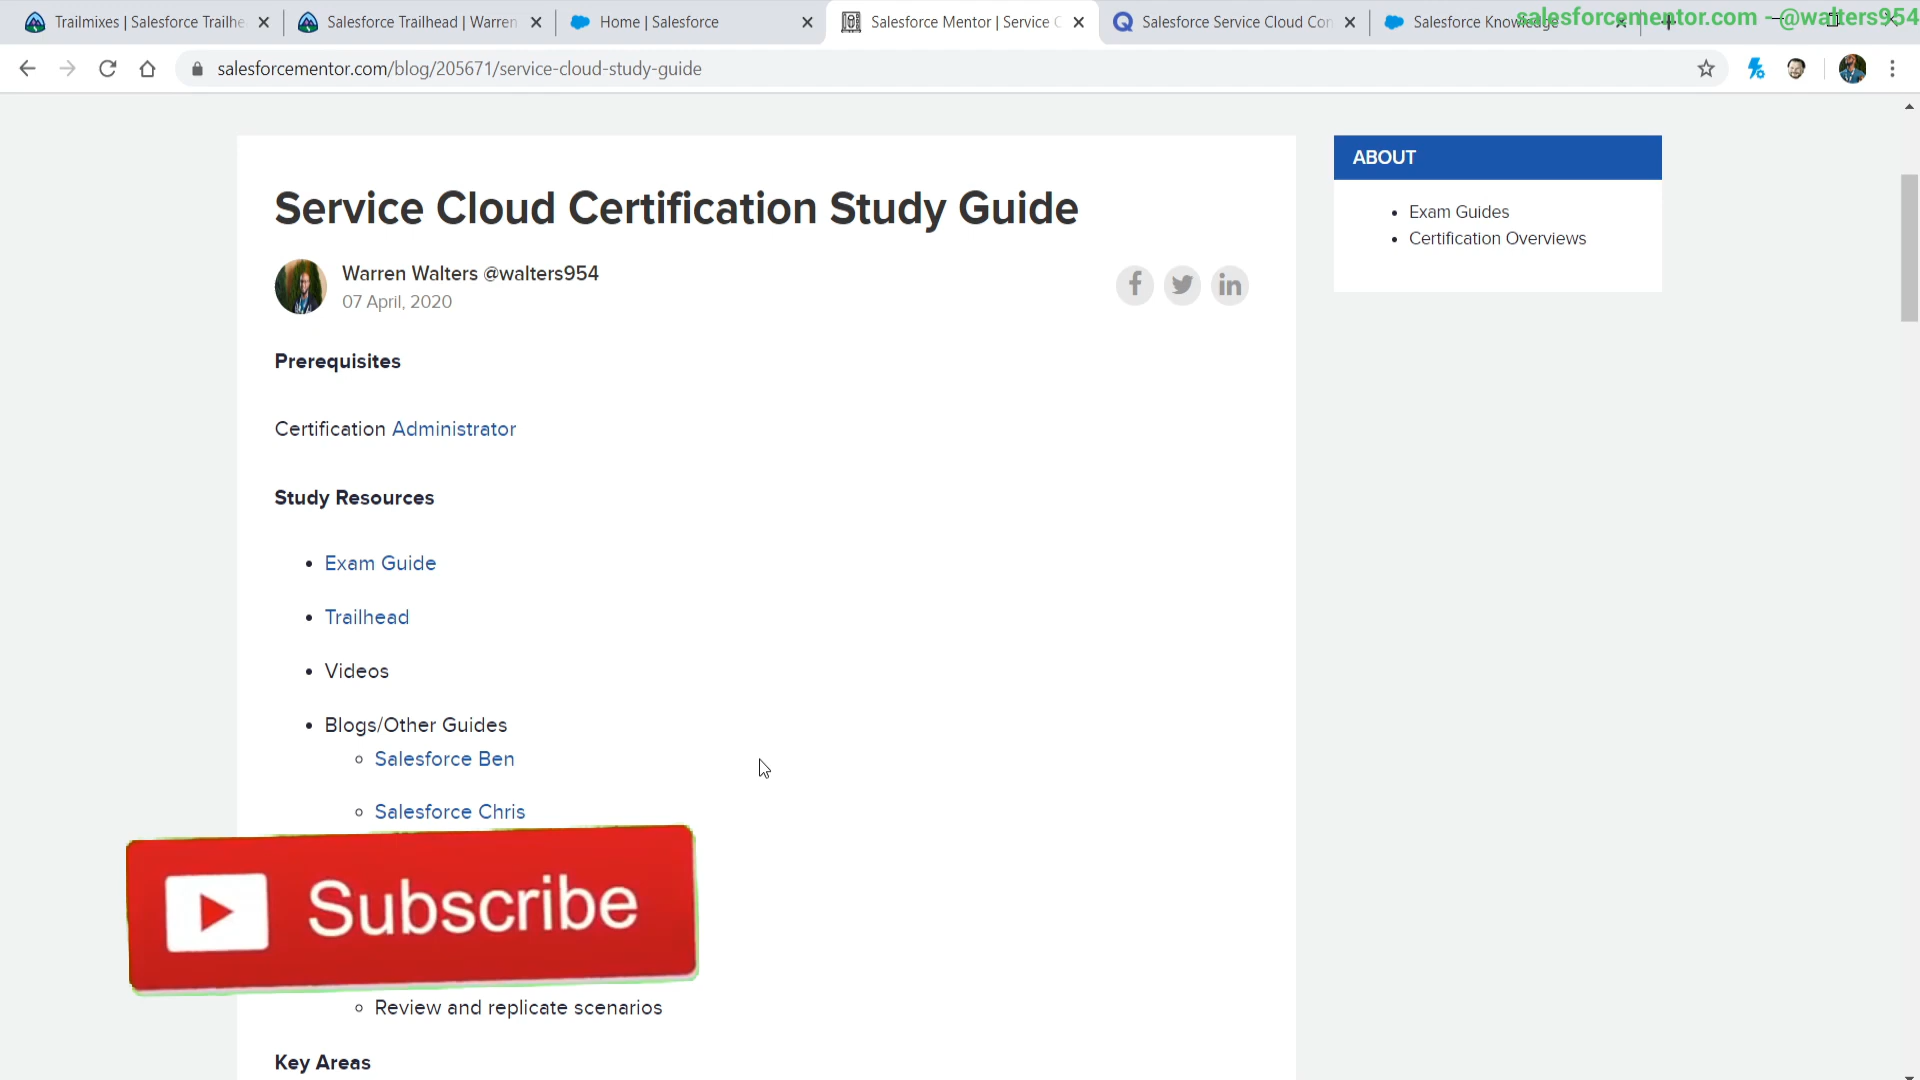 Trailmixes | Salesforce Trailhe
Salesforce Trailhead | Warren
Home | Salesforce
Salesforce Mentor | Service C
Salesforce Service Cloud Con
Salesforce Knowledge
salesforcementor.com - @walters954
salesforcementor.com/blog/205671/service-cloud-study-guide
Service Cloud Certification Study Guide
Warren Walters @walters954
07 April, 2020
Prerequisites
Certification Administrator
Study Resources
• Exam Guide
• Trailhead
• Videos
• Blogs/Other Guides
Salesforce Ben
Salesforce Chris
Subscribe
Review and replicate scenarios
Key Areas
ABOUT
• Exam Guides
• Certification Overviews